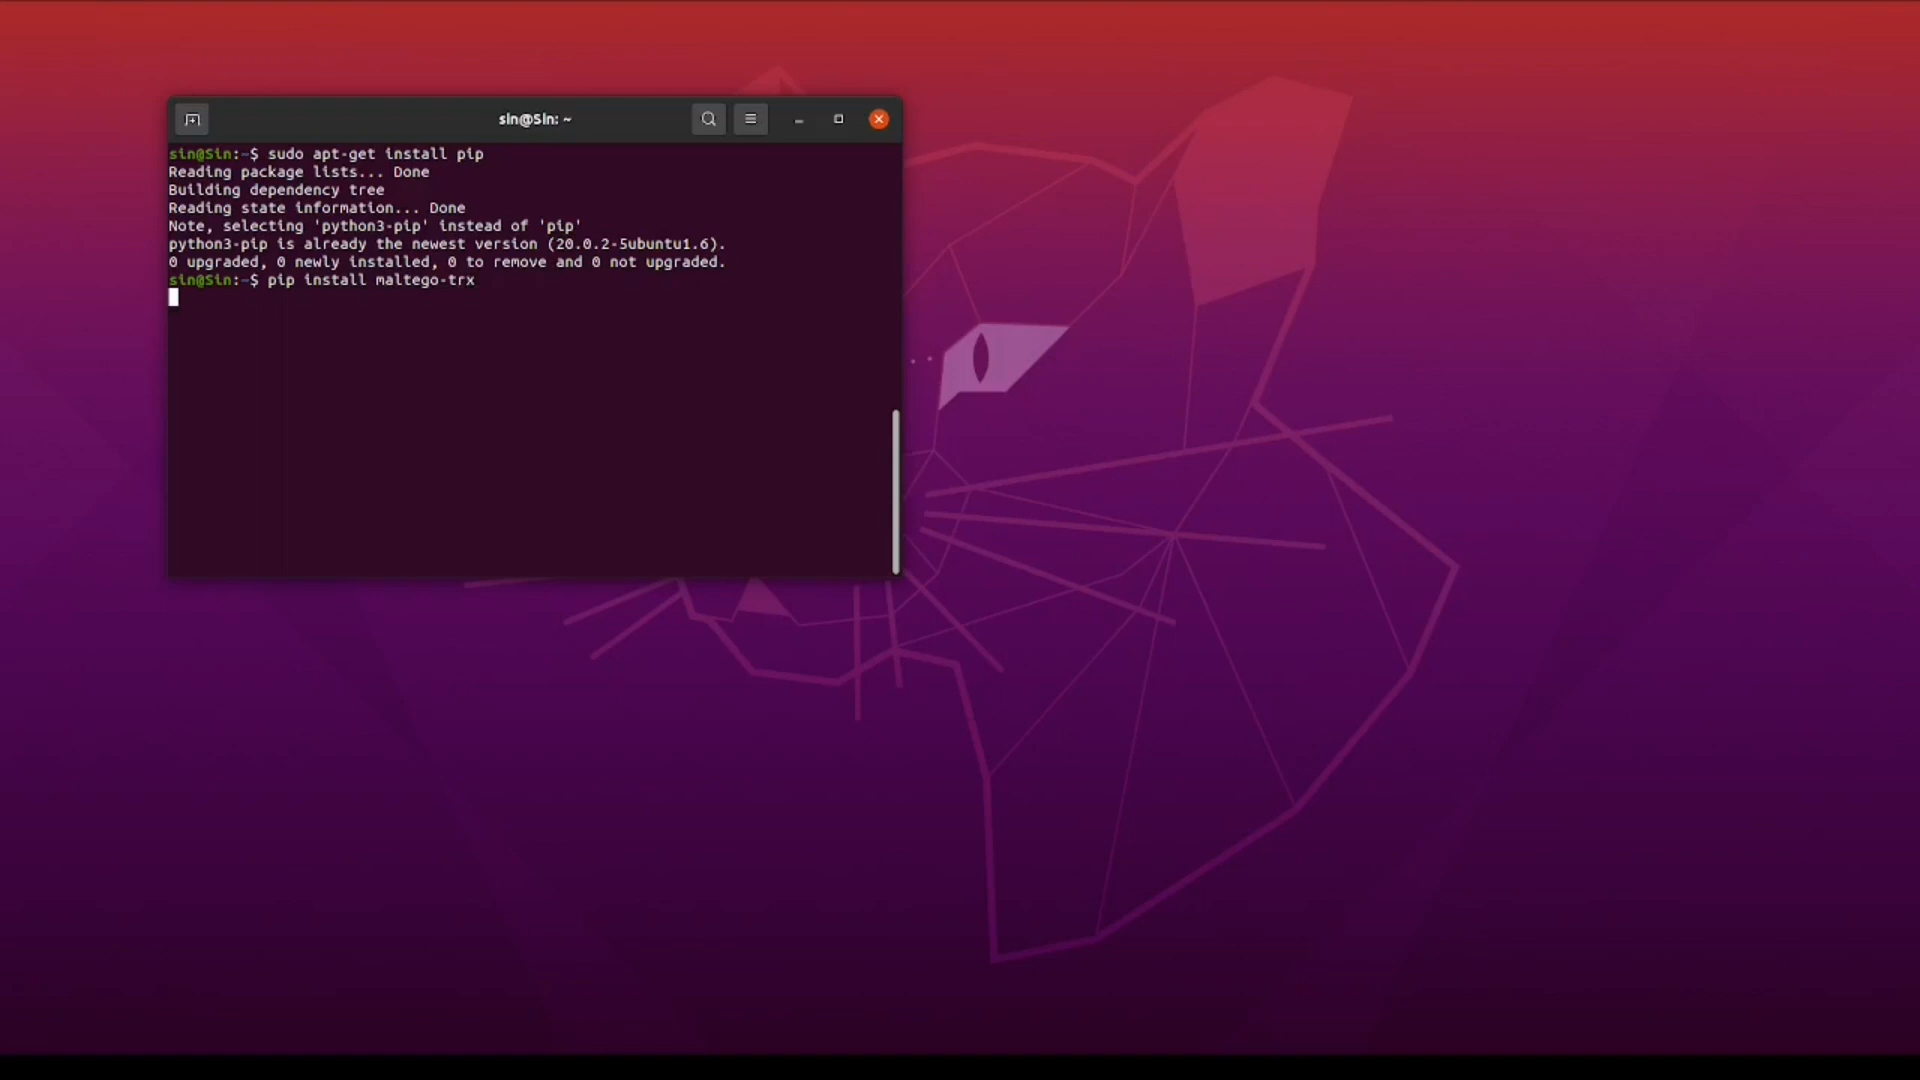 sin@Sin: ~
sin@Sin:~$ sudo apt-get install pip
Reading package lists... Done
Building dependency tree
Reading state information... Done
Note, selecting 'python3-pip' instead of 'pip'
python3-pip is already the newest version (20.0.2-5ubuntu1.6).
0 upgraded, 0 newly installed, 0 to remove and 0 not upgraded.
sin@Sin:~$ pip install maltego-trx